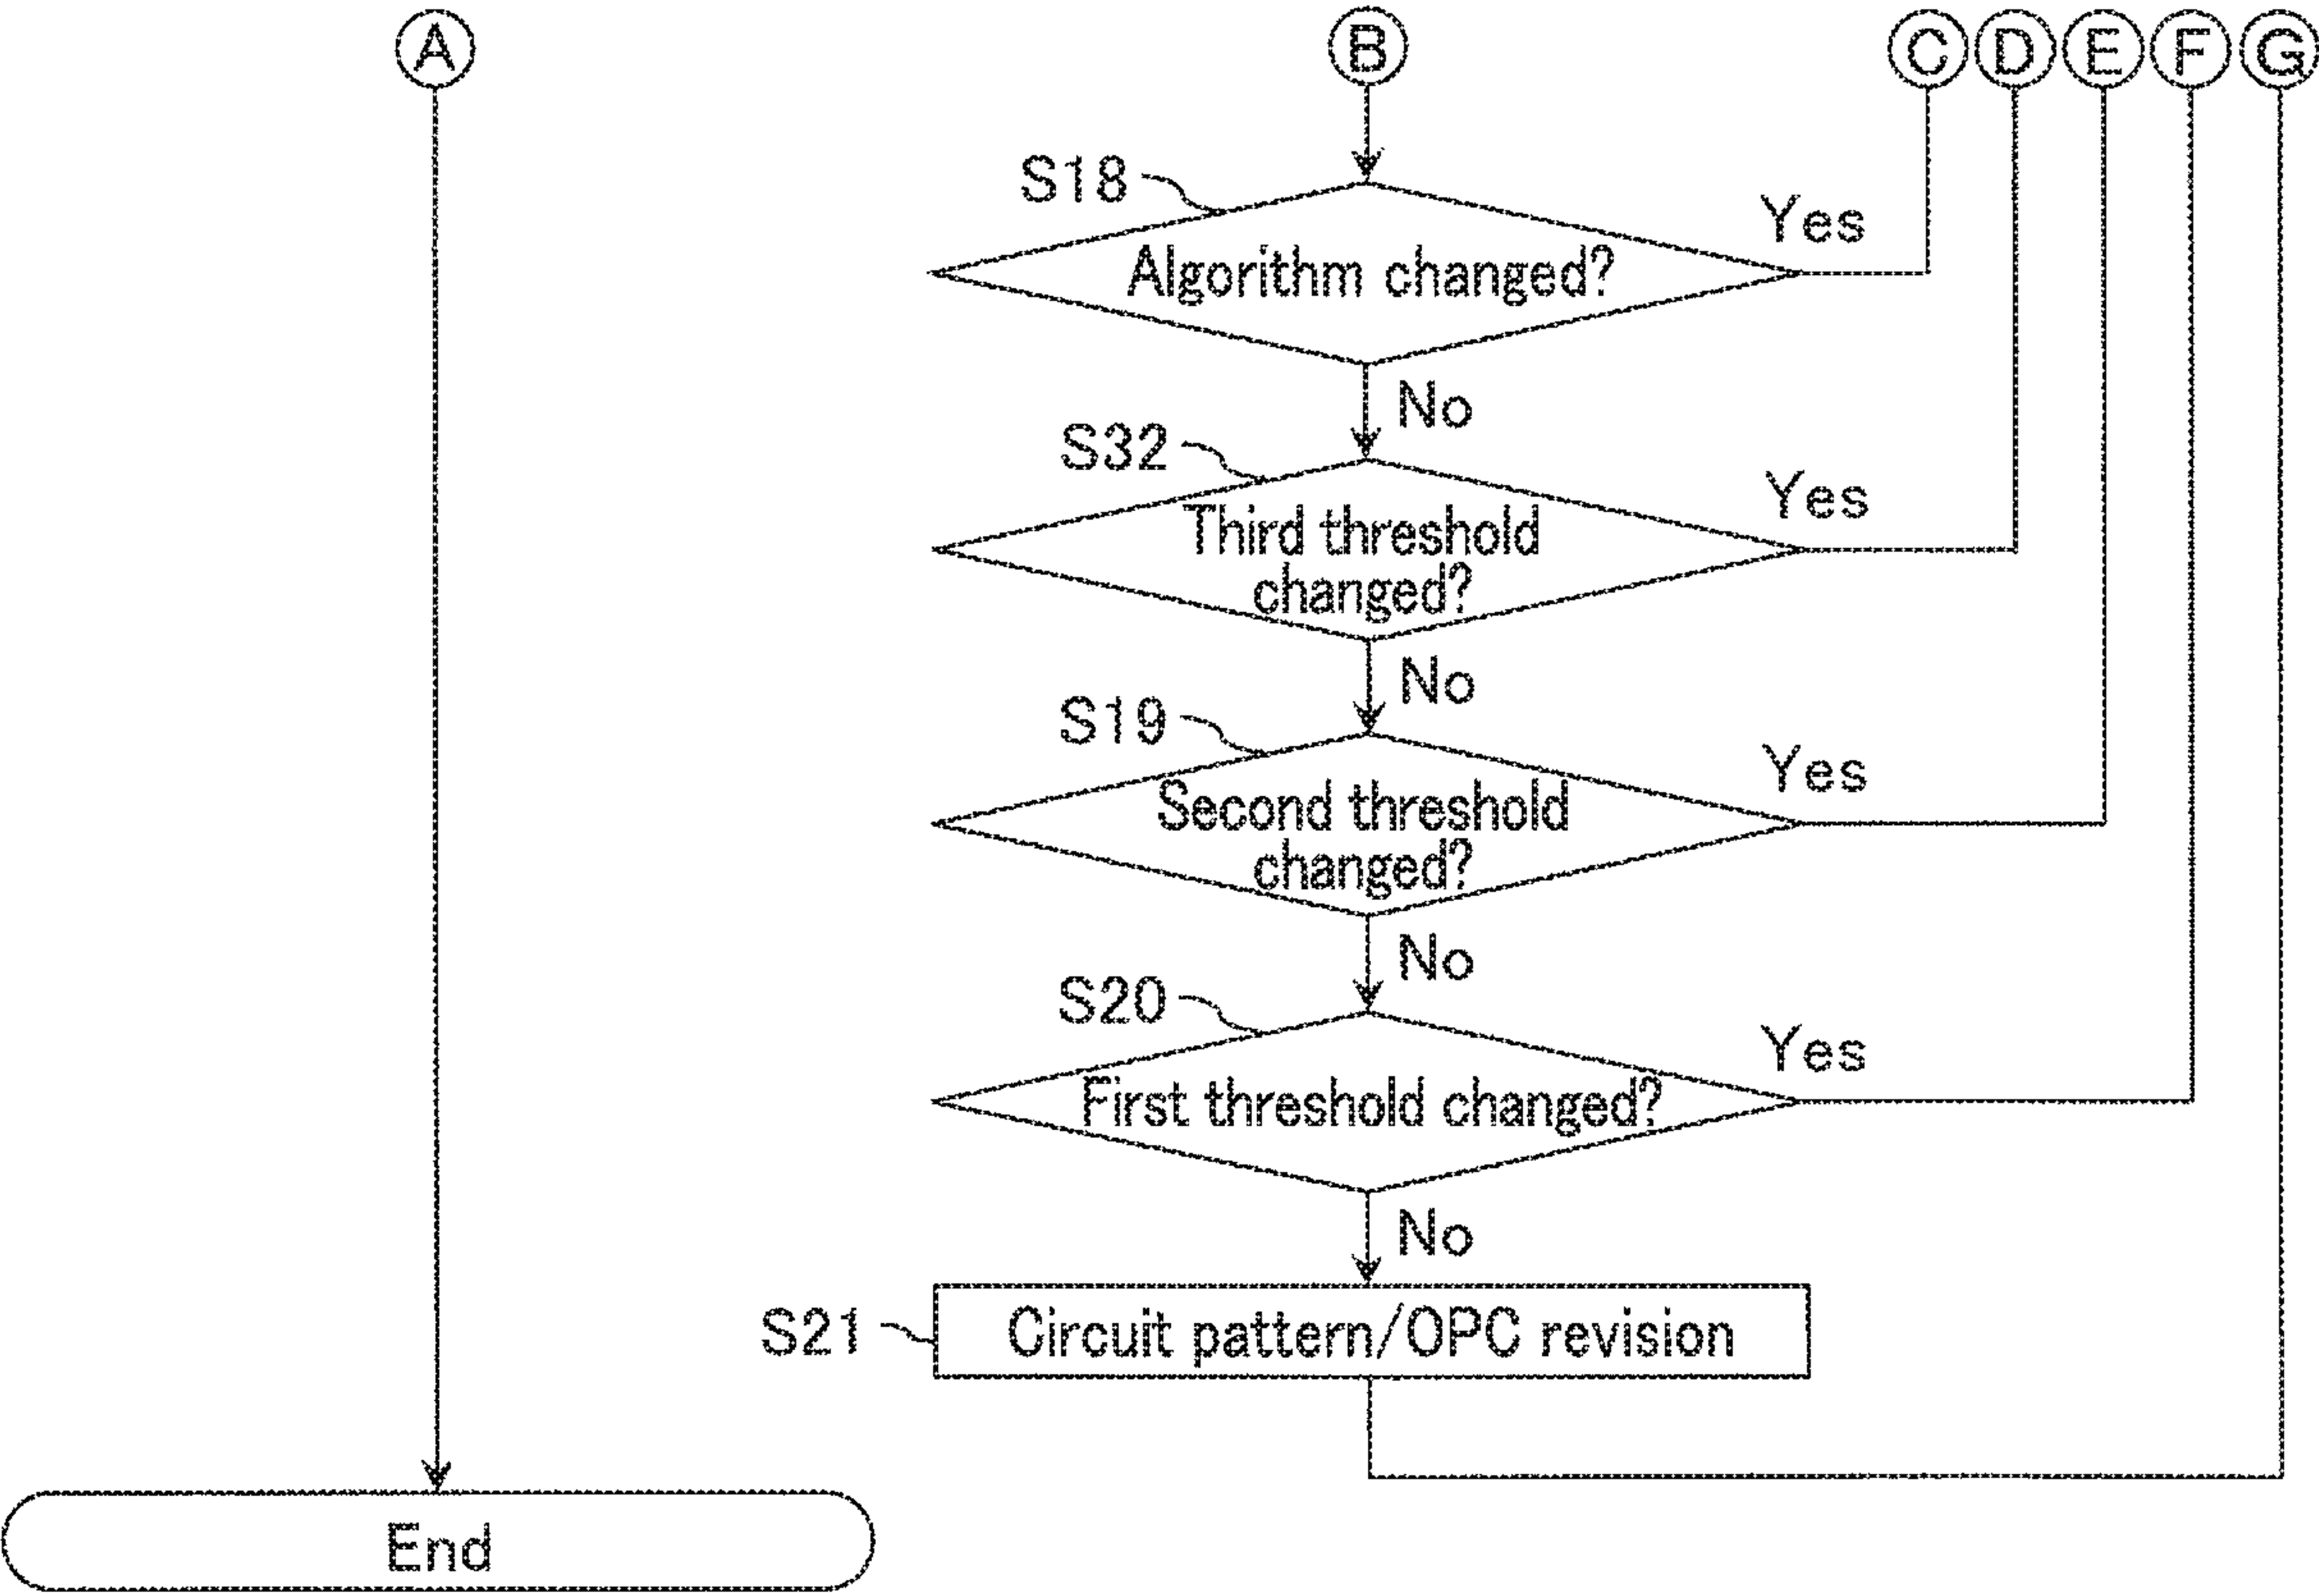 A
B
C
D
E
F
G
S18
Yes
Algorithm changed?
No
S32
Yes
Third threshold
changed?
No
S19
Yes
Second threshold
changed?
No
S20
Yes
First threshold changed?
No
S21
Circuit pattern/OPC revision
End